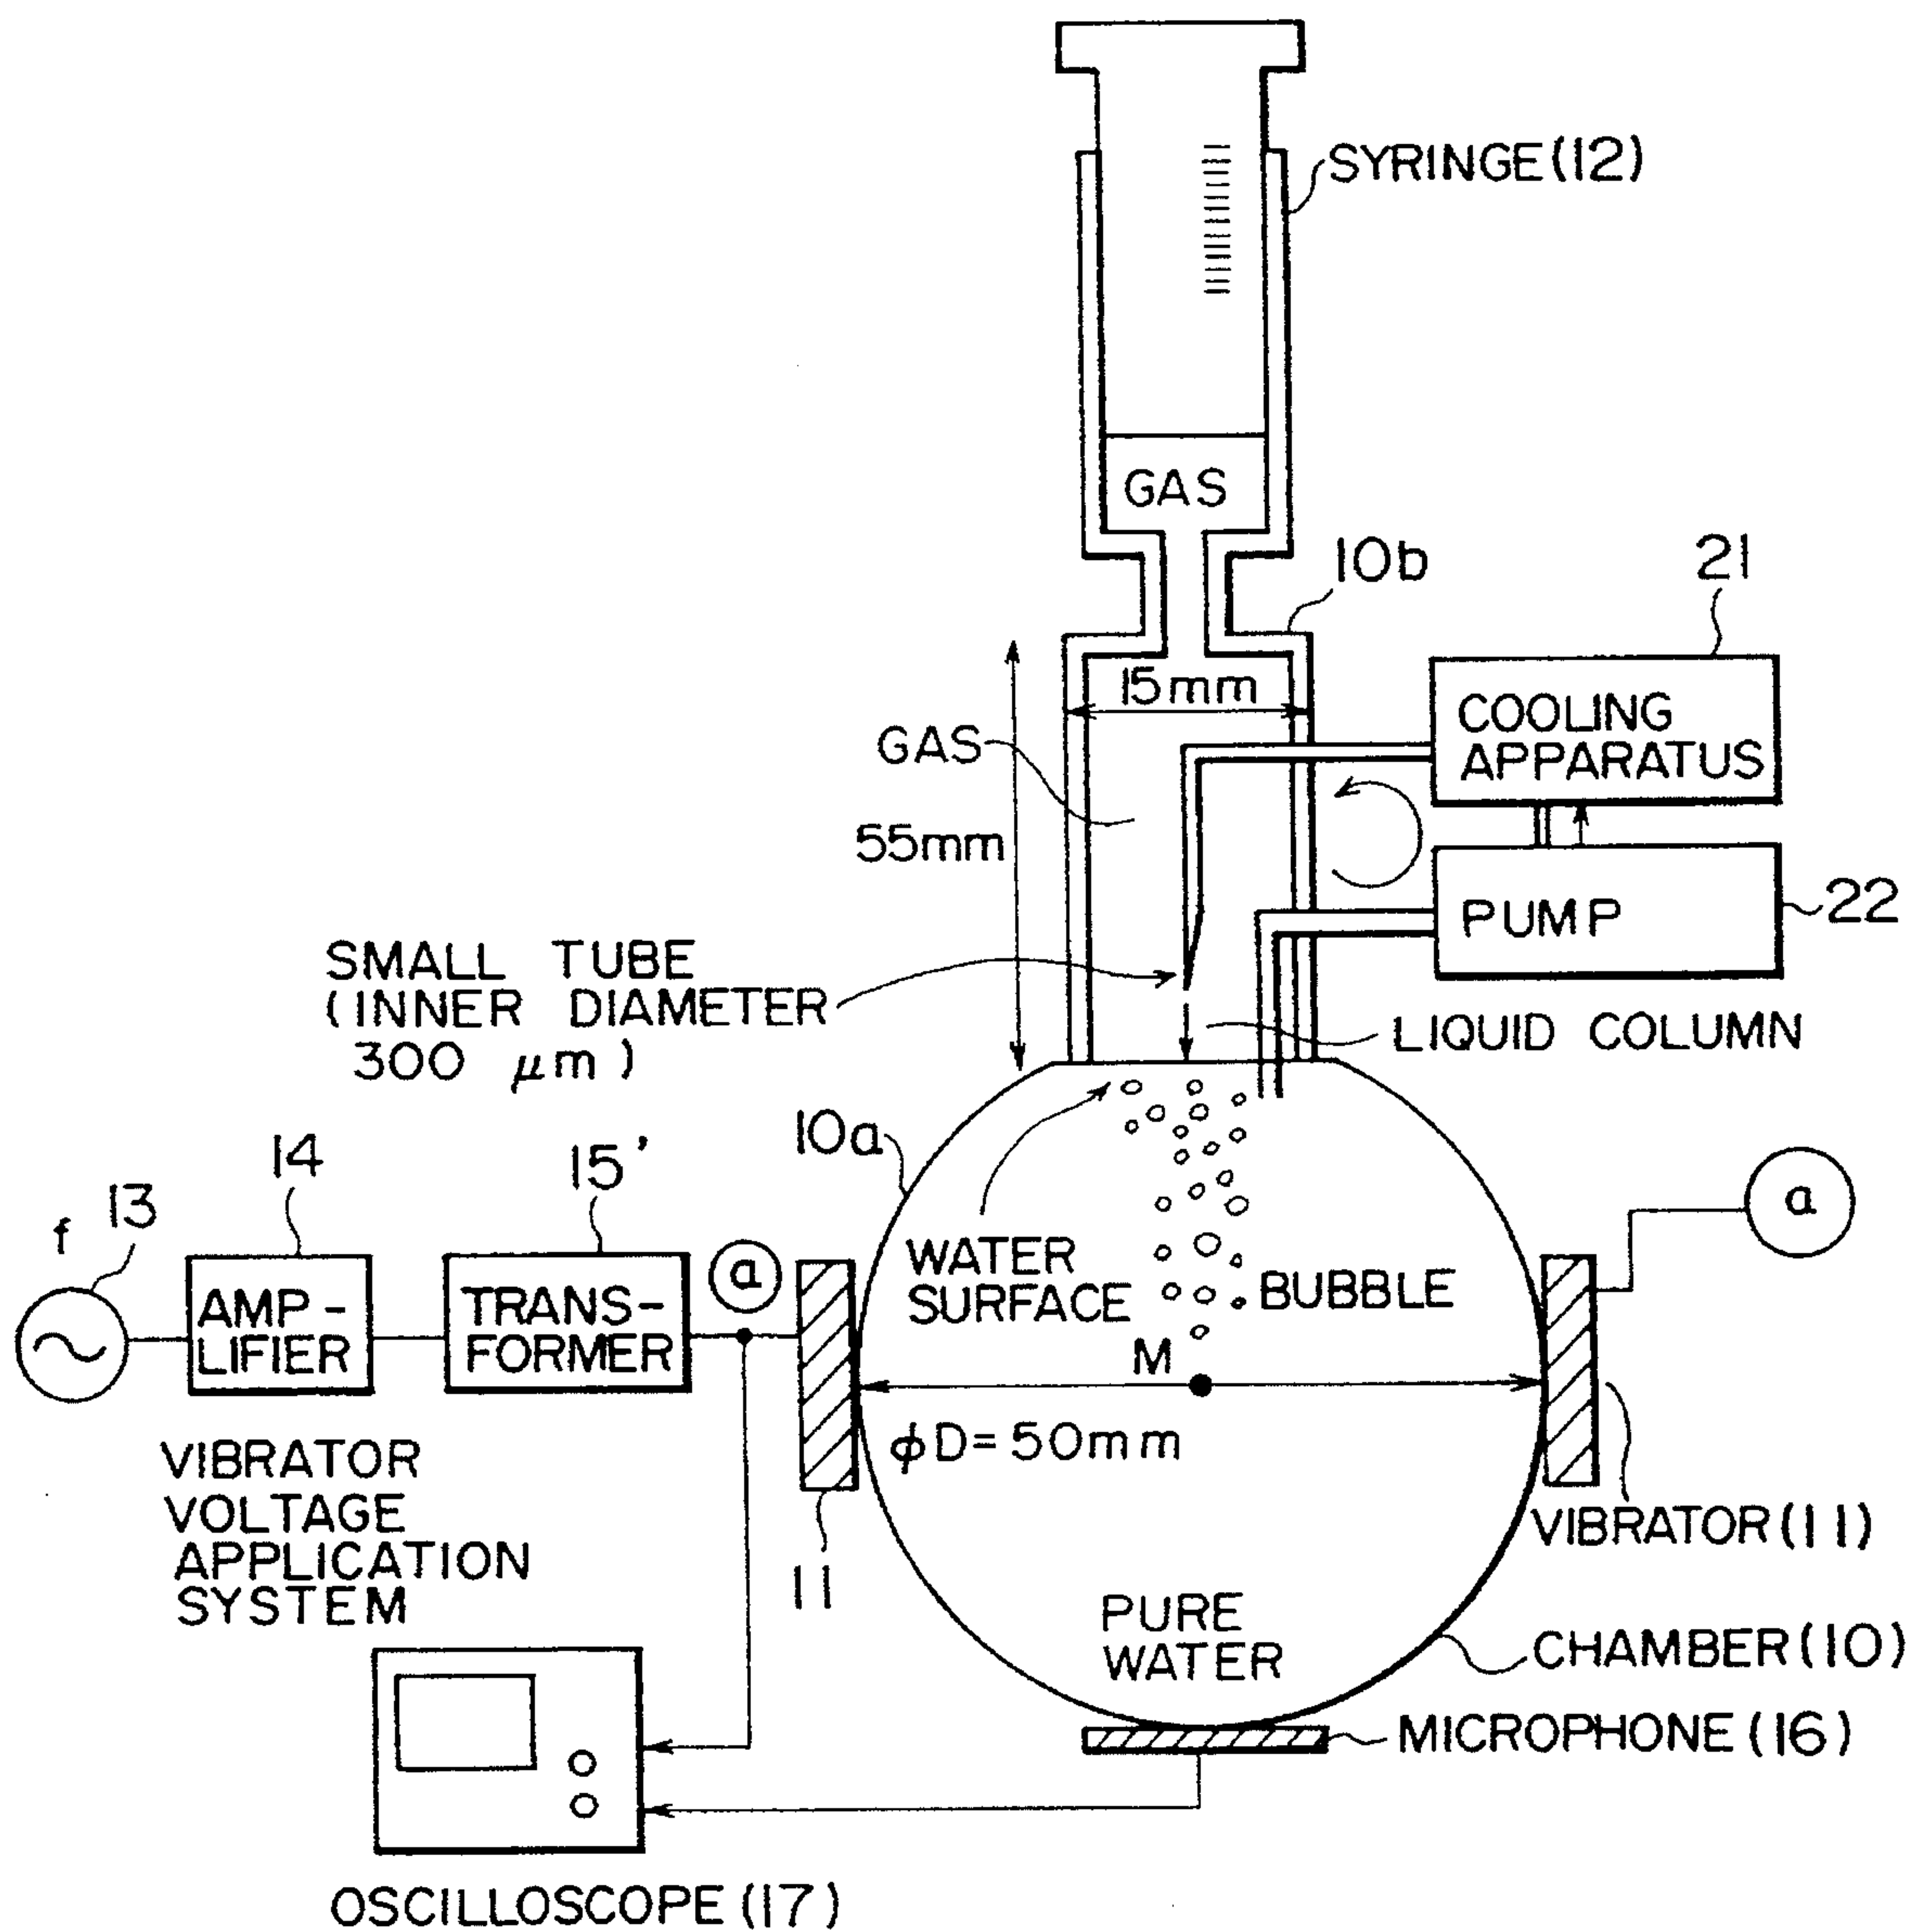 SYRINGE(12)
GAS
10b
21
15mm
COOLING
APPARATUS
GAS
55mm
PUMP
22
SMALL TUBE
(INNER DIAMETER
300 μm)
LIQUID COLUMN
10a
14
15'
a
f
13
a
WATER
SURFACE
BUBBLE
AMP-
LIFIER
TRANS-
FORMER
M
φD=50mm
VIBRATOR
VOLTAGE
APPLICATION
SYSTEM
VIBRATOR(11)
11
PURE
WATER
CHAMBER(10)
MICROPHONE(16)
OSCILLOSCOPE(17)